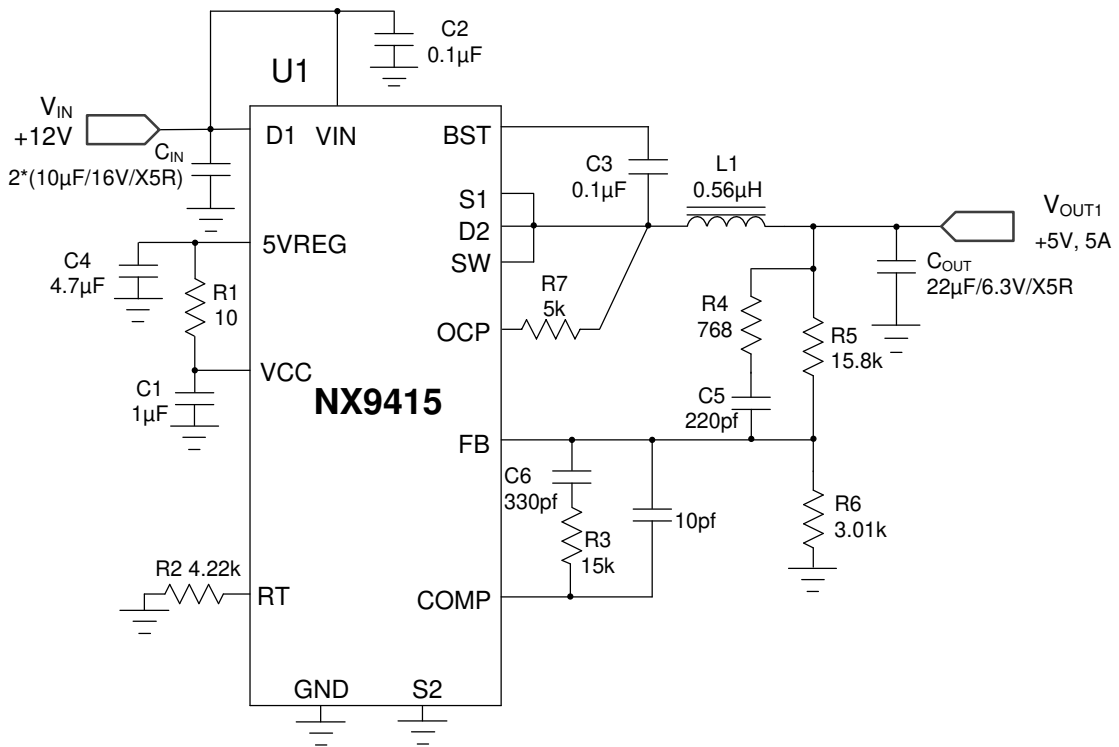 C2
0.1µF
U1
VIN
+12V
D1
VIN
BST
CIN
2*(10µF/16V/X5R)
C3
0.1µF
L1
0.56µH
S1
D2
SW
VOUT1
+5V, 5A
5VREG
C4
4.7µF
R1
10
COUT
22µF/6.3V/X5R
R7
5k
OCP
R4
768
R5
15.8k
VCC
C1
1µF
NX9415
C5
220pf
FB
C6
330pf
10pf
R3
15k
R6
3.01k
R2 4.22k
RT
COMP
GND
S2